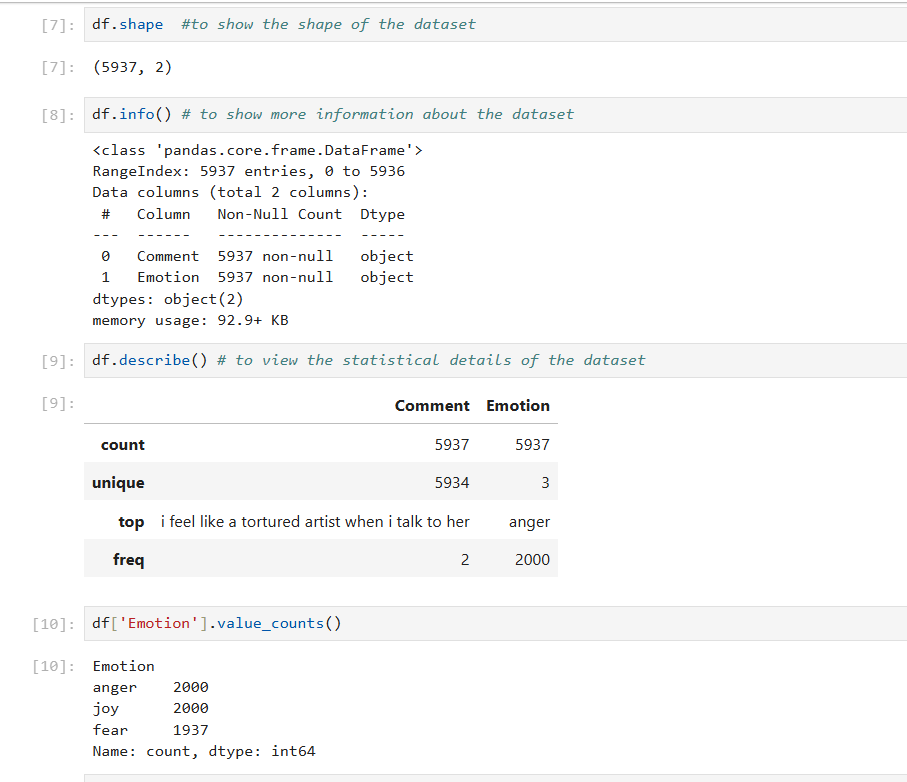 [7]: df.shape  #to show the shape of the dataset
[7]: (5937, 2)
[8]: df.info() # to show more information about the dataset
<class 'pandas.core.frame.DataFrame'>
RangeIndex: 5937 entries, 0 to 5936
Data columns (total 2 columns):
 #   Column   Non-Null Count  Dtype
---  ------   --------------  -----
 0   Comment  5937 non-null   object
 1   Emotion  5937 non-null   object
dtypes: object(2)
memory usage: 92.9+ KB
[9]: df.describe() # to view the statistical details of the dataset
[9]: Comment Emotion
count 5937 5937
unique 5934 3
top i feel like a tortured artist when i talk to her anger
freq 2 2000
[10]: df['Emotion'].value_counts()
[10]: Emotion
anger    2000
joy      2000
fear     1937
Name: count, dtype: int64